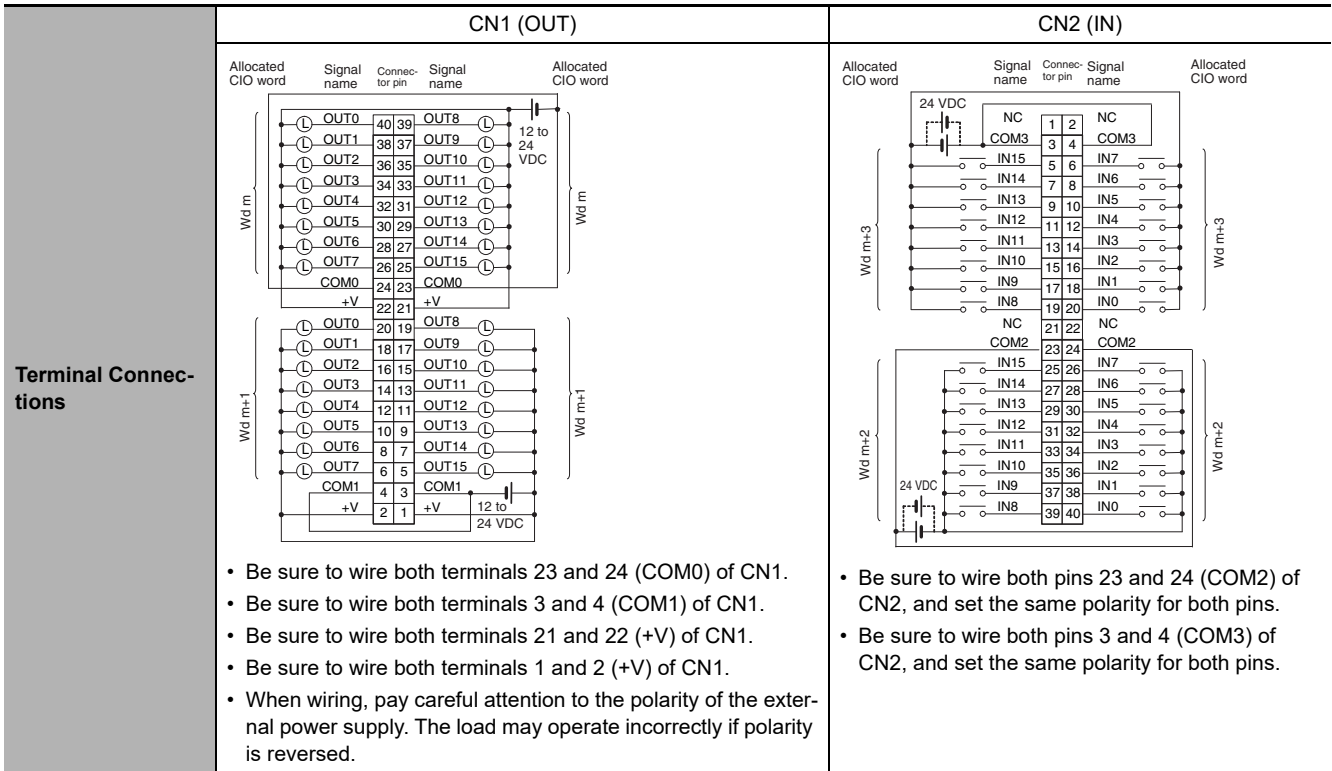 CN1 (OUT)
CN2 (IN)
Terminal Connec-
tions
Allocated CIO word Signal name Connec- tor pin Signal name Allocated CIO word
12 to 24 VDC
Wd m
Wd m
OUT0 40 39 OUT8
OUT1 38 37 OUT9
OUT2 36 35 OUT10
OUT3 34 33 OUT11
OUT4 32 31 OUT12
OUT5 30 29 OUT13
OUT6 28 27 OUT14
OUT7 26 25 OUT15
COM0 24 23 COM0
+V 22 21 +V
Wd m+1
Wd m+1
L OUT0 20 19 OUT8 L
L OUT1 18 17 OUT9 L
L OUT2 16 15 OUT10 L
L OUT3 14 13 OUT11 L
L OUT4 12 11 OUT12 L
L OUT5 10 9 OUT13 L
L OUT6 8 7 OUT14 L
L OUT7 6 5 OUT15 L
COM1 4 3 COM1
+V 2 1 +V
12 to
24 VDC
• Be sure to wire both terminals 23 and 24 (COM0) of CN1.
• Be sure to wire both terminals 3 and 4 (COM1) of CN1.
• Be sure to wire both terminals 21 and 22 (+V) of CN1.
• Be sure to wire both terminals 1 and 2 (+V) of CN1.
• When wiring, pay careful attention to the polarity of the exter-
nal power supply. The load may operate incorrectly if polarity
is reversed.
Allocated CIO word Signal name Connec- tor pin Signal name Allocated CIO word
24 VDC
Wd m+3
Wd m+3
NC 1 2 NC
COM3 3 4 COM3
IN15 5 6 IN7
IN14 7 8 IN6
IN13 9 10 IN5
IN12 11 12 IN4
IN11 13 14 IN3
IN10 15 16 IN2
IN9 17 18 IN1
IN8 19 20 IN0
NC 21 22 NC
COM2 23 24 COM2
Wd m+2
Wd m+2
IN15 25 26 IN7
IN14 27 28 IN6
IN13 29 30 IN5
IN12 31 32 IN4
IN11 33 34 IN3
IN10 35 36 IN2
IN9 37 38 IN1
IN8 39 40 IN0
24 VDC
• Be sure to wire both pins 23 and 24 (COM2) of
CN2, and set the same polarity for both pins.
• Be sure to wire both pins 3 and 4 (COM3) of
CN2, and set the same polarity for both pins.